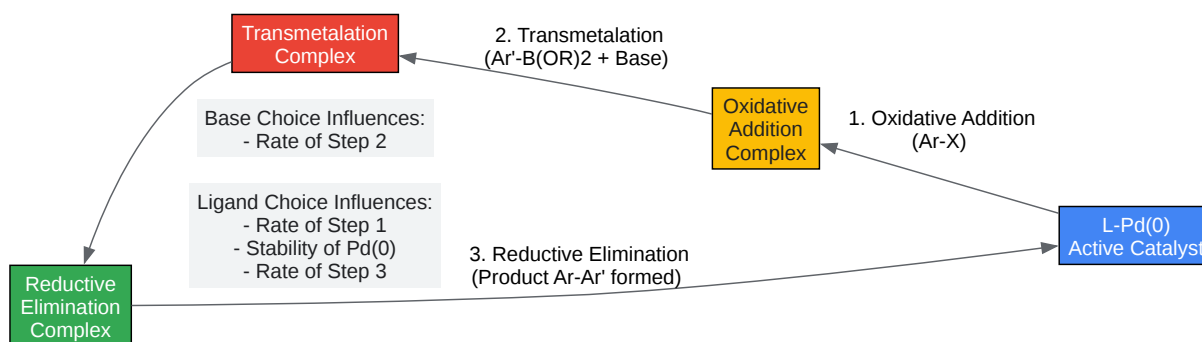 Transmetalation
Complex
2. Transmetalation
(Ar'-B(OR)2 + Base)
Oxidative
Addition
Complex
1. Oxidative Addition
(Ar-X)
Base Choice Influences:
- Rate of Step 2
Ligand Choice Influences:
- Rate of Step 1
- Stability of Pd(0)
- Rate of Step 3
L-Pd(0)
Active Catalyst
3. Reductive Elimination
(Product Ar-Ar' formed)
Reductive
Elimination
Complex